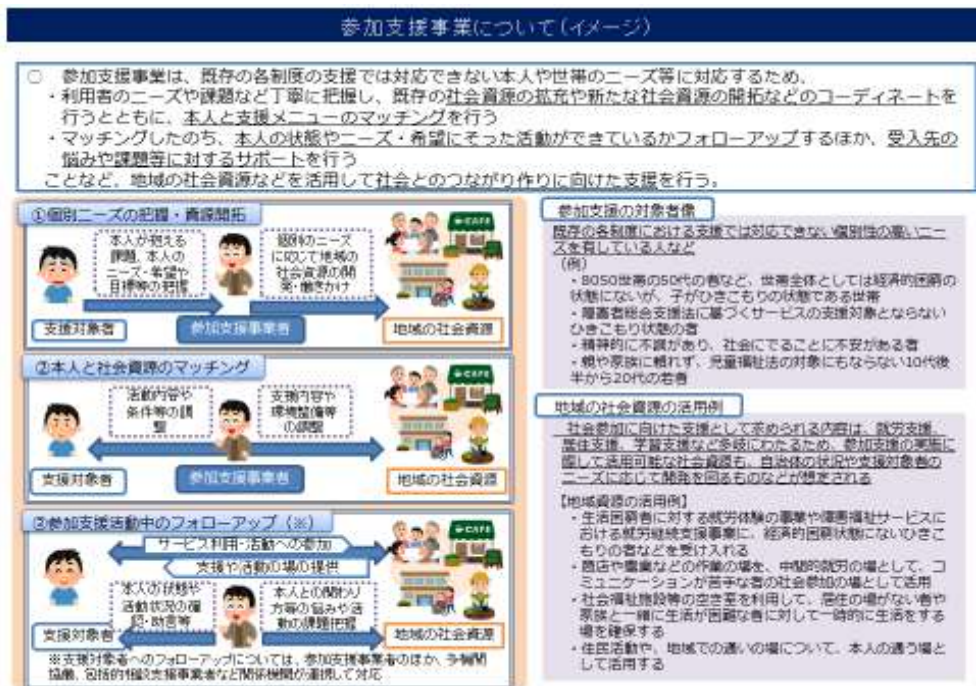 参加支援事業について(イメージ)
○ 参加支援事業は、既存の各制度の支援では対応できない本人や世帯のニーズ等に対応するため、
・利用者のニーズや課題など丁寧に把握し、既存の社会資源の拡充や新たな社会資源の開拓などのコーディネートを
行うとともに、本人と支援メニューのマッチングを行う
・マッチングしたのち、本人の状態やニーズ・希望にそった活動ができているかフォローアップするほか、受入先の
悩みや課題等に対するサポートを行う
ことなど、地域の社会資源などを活用して社会とのつながり作りに向けた支援を行う。
①個別ニーズの把握・資源開拓
本人が抱える
課題、本人の
ニーズ・希望や
目標等の把握
個別のニーズ
に応じて地域の
社会資源の開
発・働きかけ
CAFE
支援対象者
参加支援事業者
地域の社会資源
②本人と社会資源のマッチング
活動内容や
条件等の調
整
支援内容や
環境整備等
の調整
CAFE
支援対象者
参加支援事業者
地域の社会資源
③参加支援活動中のフォローアップ(※)
サービス利用・活動への参加
支援や活動の場の提供
CAFE
本人の状態や
活動状況の確
認・助言等
本人との関わり
方等の悩みや活
動の課題把握
支援対象者
地域の社会資源
※支援対象者へのフォローアップについては、参加支援事業者のほか、多機関
協働、包括的相談支援事業者など関係機関が連携して対応
参加支援の対象者像
既存の各制度における支援では対応できない個別性の高いニー
ズを有している人など
(例)
・8050世帯の50代の者など、世帯全体としては経済的困窮の
状態にないが、子がひきこもりの状態である世帯
・障害者総合支援法に基づくサービスの支援対象とならない
ひきこもり状態の者
・精神的に不調があり、社会にでることに不安がある者
・親や家族に頼れず、児童福祉法の対象にもならない10代後
半から20代の若者
地域の社会資源の活用例
社会参加に向けた支援として求められる内容は、就労支援、
居住支援、学習支援など多岐にわたるため、参加支援の実施に
際して活用可能な社会資源も、自治体の状況や支援対象者の
ニーズに応じて開発を図るものなどが想定される
【地域資源の活用例】
・生活困窮者に対する就労体験の事業や障害福祉サービスに
おける就労継続支援事業に、経済的困窮状態にないひきこ
もりの者などを受け入れる
・商店や農業などの作業の場を、中間的就労の場として、コ
ミュニケーションが苦手な者の社会参加の場として活用
・社会福祉施設等の空き室を利用して、居住の場がない者や
家族と一緒に生活が困難な者に対して一時的に生活をする
場を確保する
・住民活動や、地域での通いの場について、本人の通う場と
して活用する